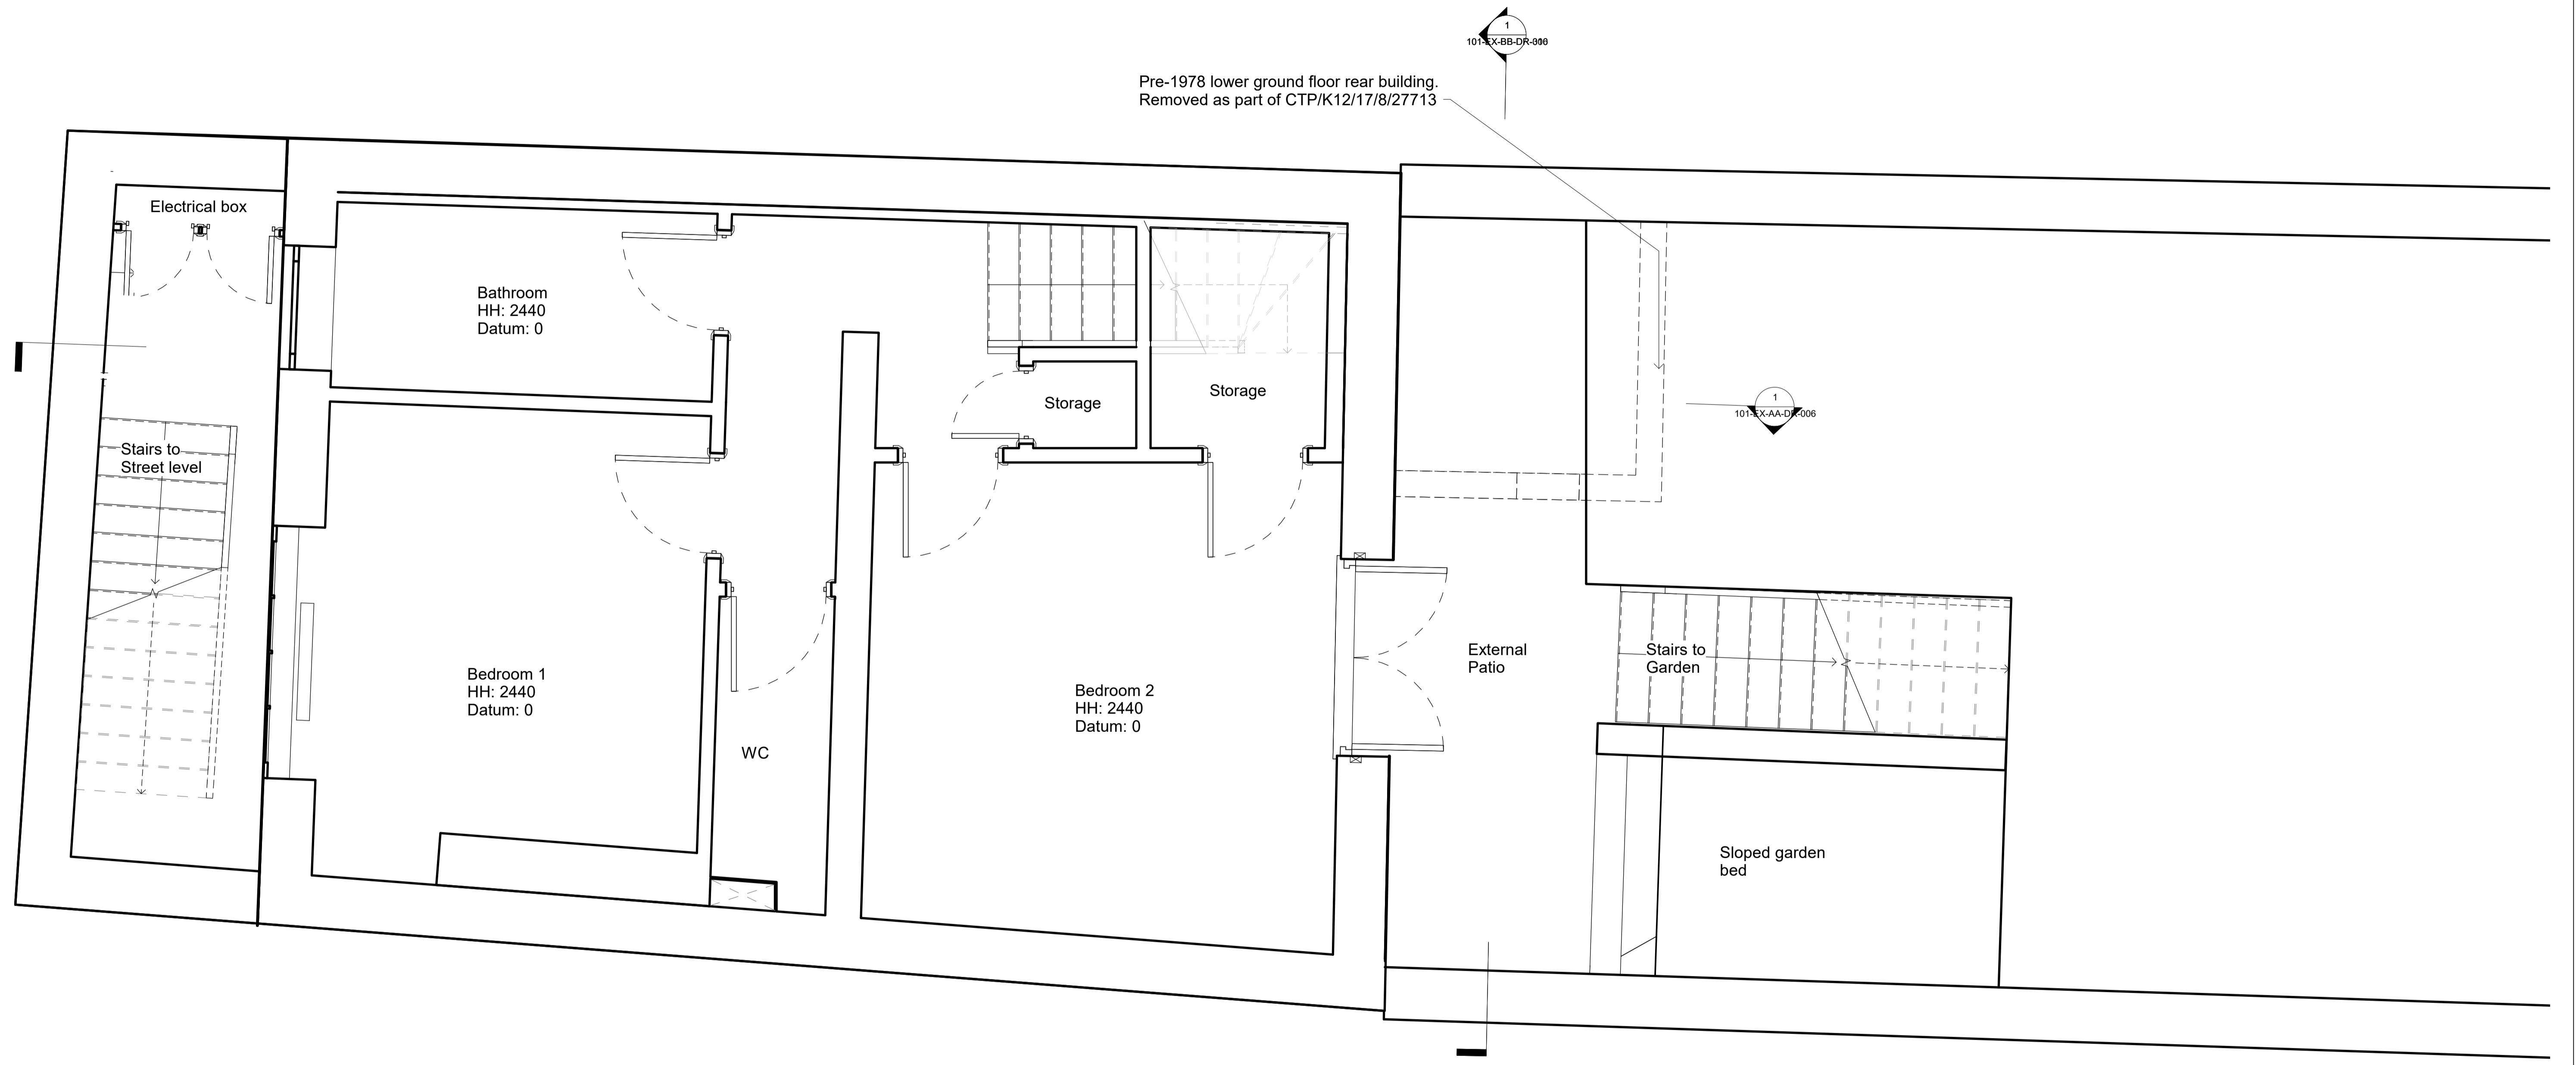 1
101-EX-BB-DR-
Pre-1978 lower ground floor rear building.
Removed as part of CTP/K12/17/8/27713
Electrical box
Bathroom
HH: 2440
Datum: 0
Storage
Storage
1
101-EX-AA-DR-006
Stairs to
Street level
External
Patio
Stairs to
Garden
Bedroom 1
HH: 2440
Datum: 0
Bedroom 2
HH: 2440
Datum: 0
WC
Sloped garden
bed